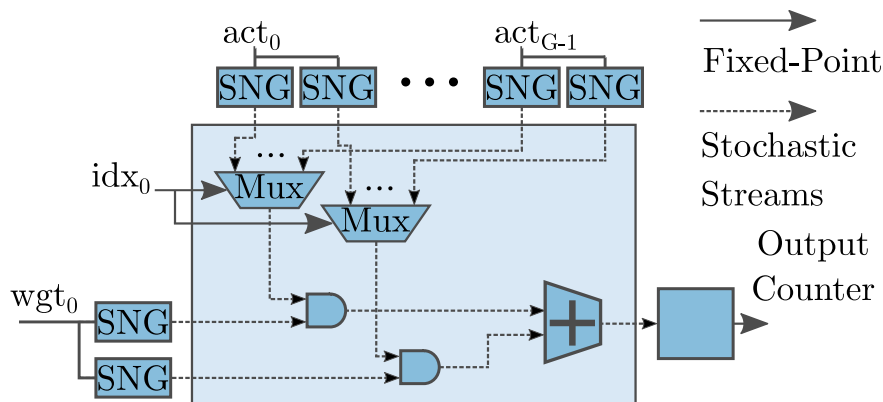 act0 actG-1
SNG SNG ... SNG SNG
Fixed-Point
...
Stochastic
Streams
idx0 Mux
...
Mux
Output
Counter
wgt0 SNG
+
SNG